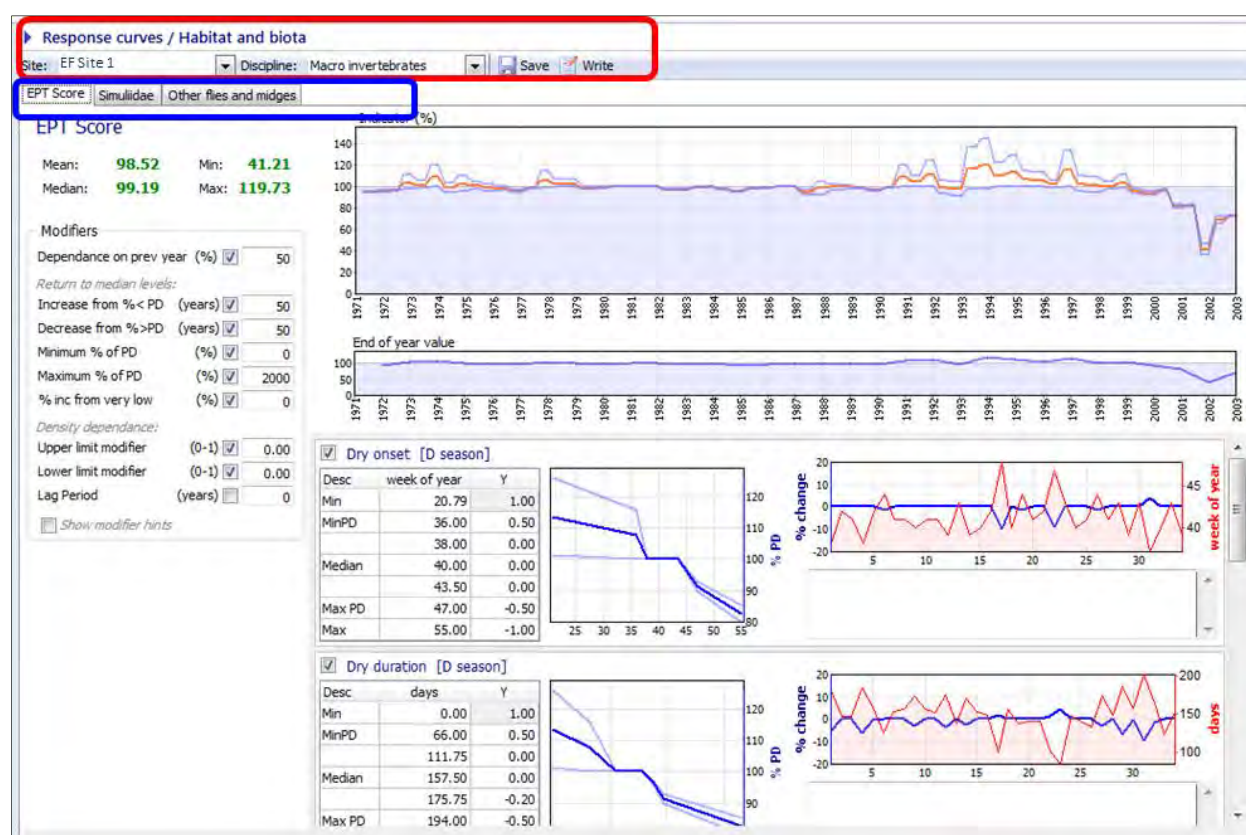 Response curves / Habitat and biota
Site: EF Site 1 Discipline: Macro invertebrates Save Write
EPT Score Simuliidae Other flies and midges
EPT Score
Mean: 98.52 Min: 41.21
Median: 99.19 Max: 119.73
Modifiers
Dependance on prev year (%) 50
Return to median levels:
Increase from %< PD (years) 50
Decrease from %>PD (years) 50
Minimum % of PD (%) 0
Maximum % of PD (%) 2000
% inc from very low (%) 0
Density dependance:
Upper limit modifier (0-1) 0.00
Lower limit modifier (0-1) 0.00
Lag Period (years) 0
Show modifier hints
Indicator (%)
140
120
100
80
60
40
20
0
1971 1972 1973 1974 1975 1976 1977 1978 1979 1980 1981 1982 1983 1984 1985 1986 1987 1988 1989 1990 1991 1992 1993 1994 1995 1996 1997 1998 1999 2000 2001 2002 2003
End of year value
100
50
0
1971 1972 1973 1974 1975 1976 1977 1978 1979 1980 1981 1982 1983 1984 1985 1986 1987 1988 1989 1990 1991 1992 1993 1994 1995 1996 1997 1998 1999 2000 2001 2002 2003
Dry onset [D season]
Desc week of year Y
Min 20.79 1.00
MinPD 36.00 0.50
38.00 0.00
Median 40.00 0.00
43.50 0.00
Max PD 47.00 -0.50
Max 55.00 -1.00
120
110
100
90
80
% PD
25 30 35 40 45 50 55
% change
20
10
0
-10
-20
5 10 15 20 25 30
45
40
week of year
Dry duration [D season]
Desc days Y
Min 0.00 1.00
MinPD 66.00 0.50
111.75 0.00
Median 157.50 0.00
175.75 -0.20
Max PD 194.00 -0.50
120
110
100
90
% PD
% change
20
10
0
-10
-20
5 10 15 20 25 30
200
150
100
days